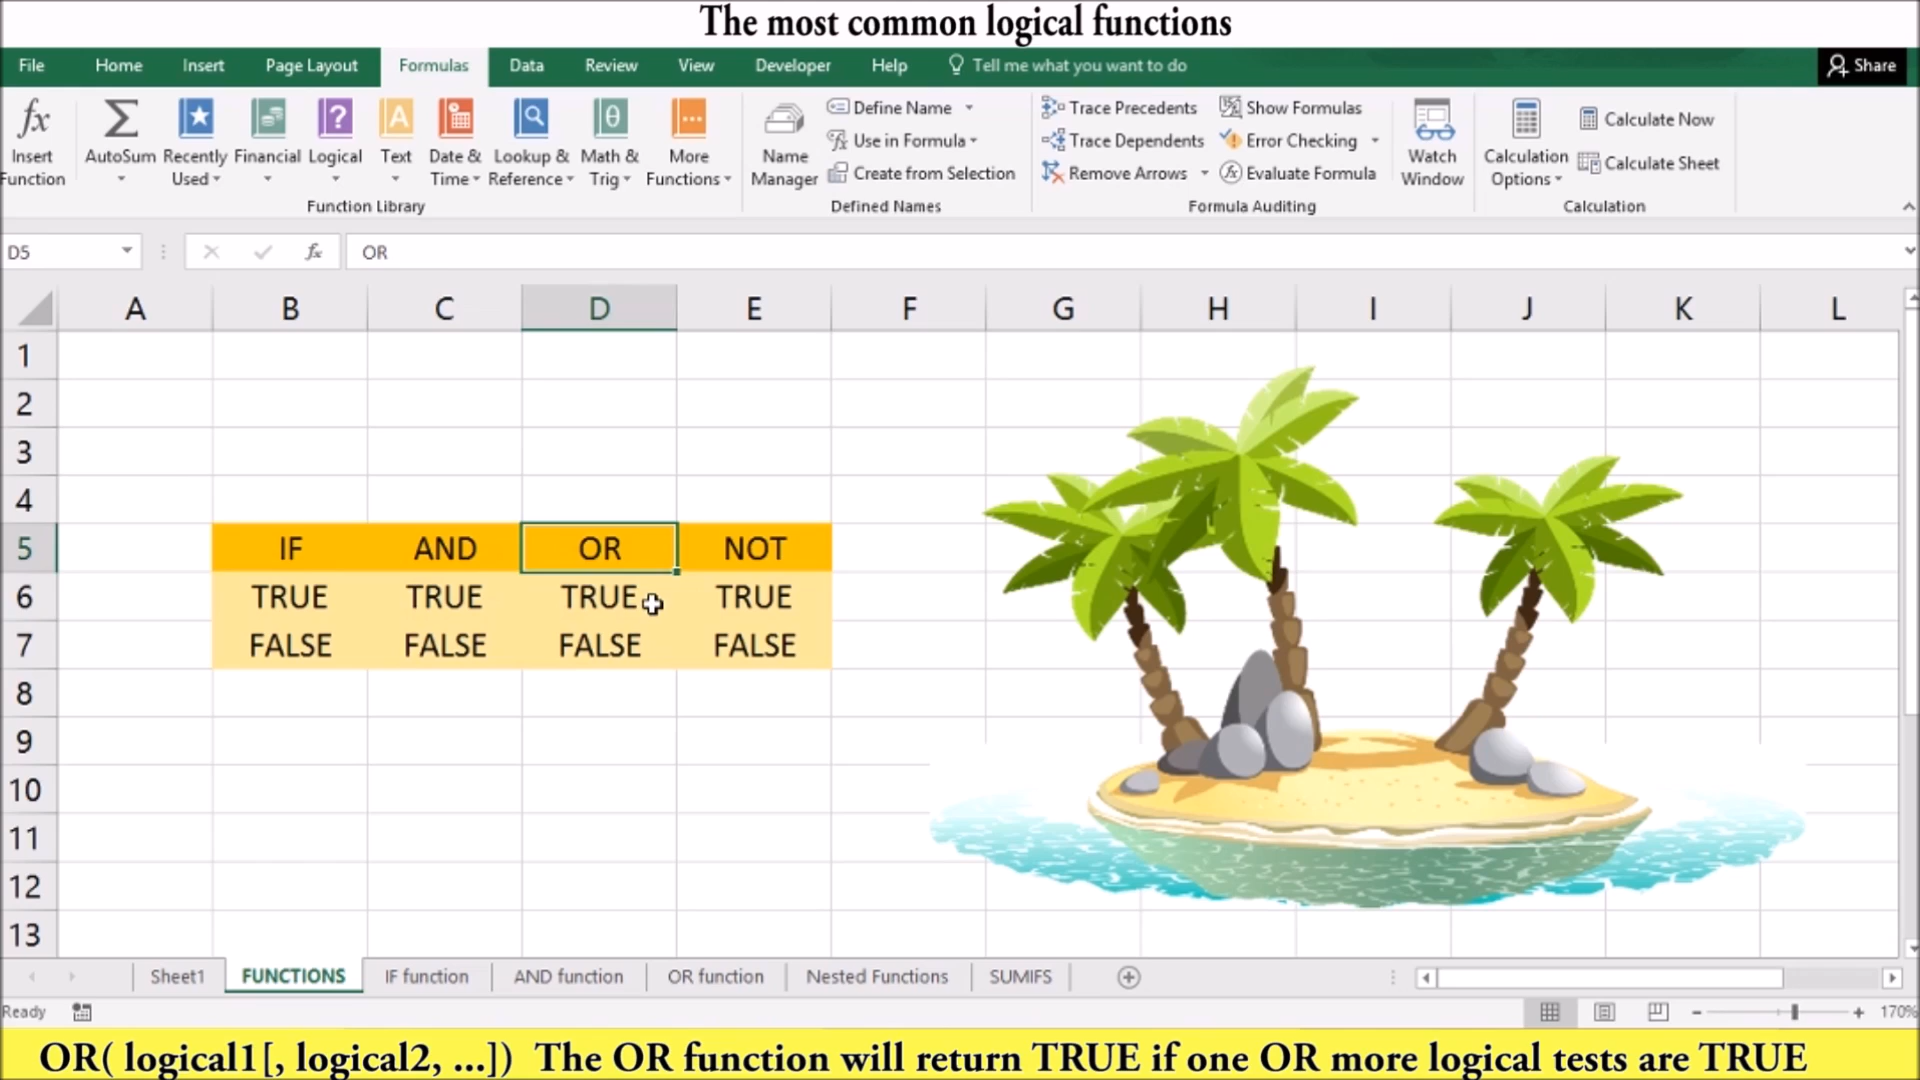 The most common logical functions
File Home Insert Page Layout Formulas Data Review View Developer Help Tell me what you want to do Share
Insert Function
AutoSum
Recently Used
Financial
Logical
Text
Date & Time
Lookup & Reference
Math & Trig
More Functions
Function Library
Name Manager
Define Name
Use in Formula
Create from Selection
Defined Names
Trace Precedents
Trace Dependents
Remove Arrows
Show Formulas
Error Checking
Evaluate Formula
Formula Auditing
Watch Window
Calculation Options
Calculate Now
Calculate Sheet
Calculation
D5 fx OR
A B C D E F G H I J K L
1
2
3
4
5 IF AND OR NOT
6 TRUE TRUE TRUE TRUE
7 FALSE FALSE FALSE FALSE
8
9
10
11
12
13
Sheet1 FUNCTIONS IF function AND function OR function Nested Functions SUMIFS
Ready 170%
OR( logical1[, logical2, ...]) The OR function will return TRUE if one OR more logical tests are TRUE